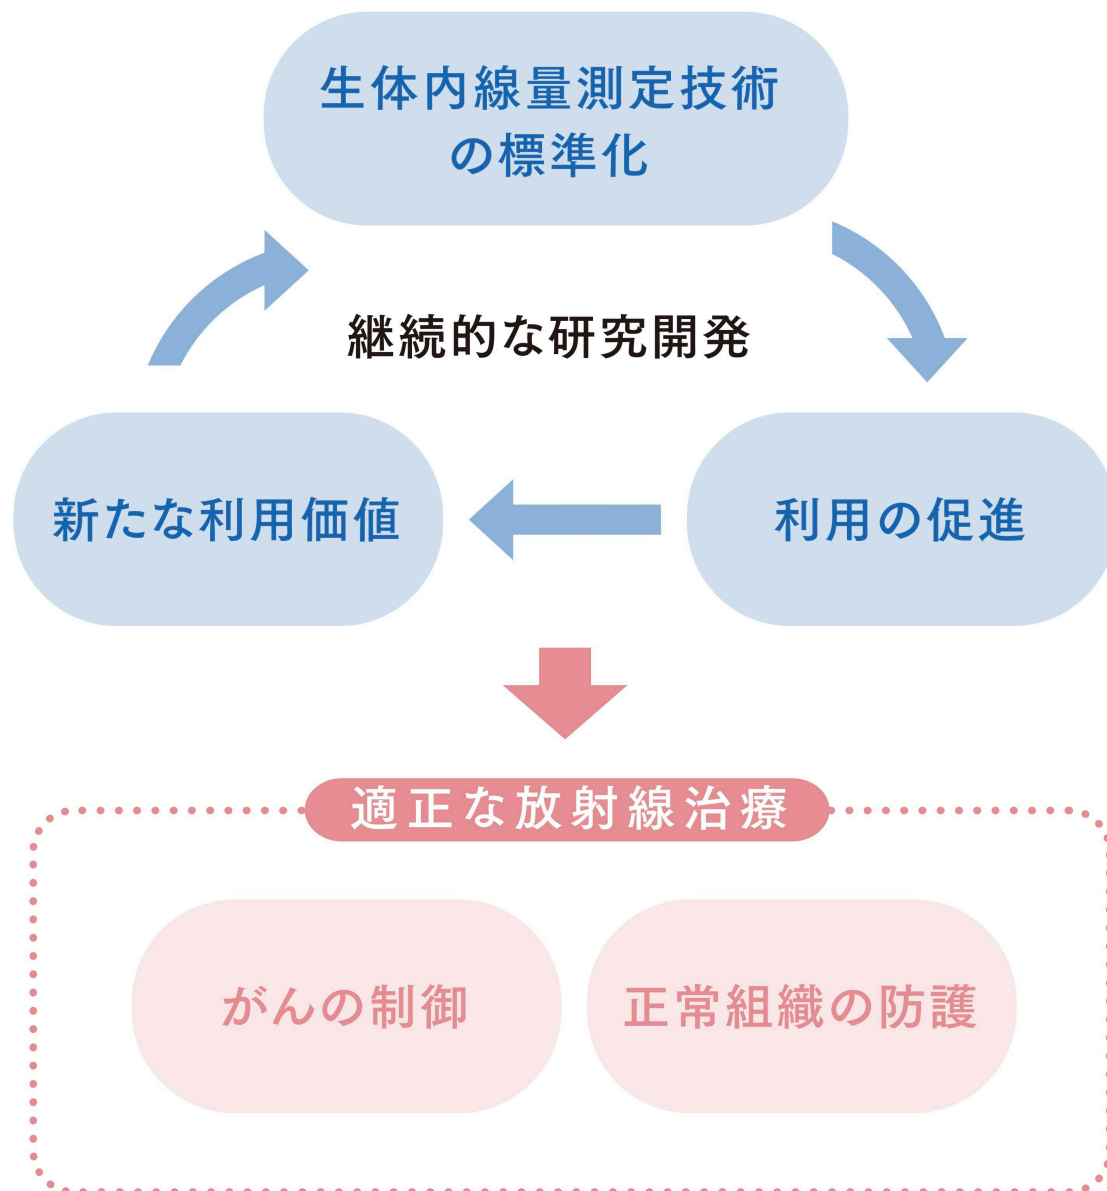 生体内線量測定技術
の標準化
継続的な研究開発
新たな利用価値
利用の促進
適正な放射線治療
がんの制御
正常組織の防護